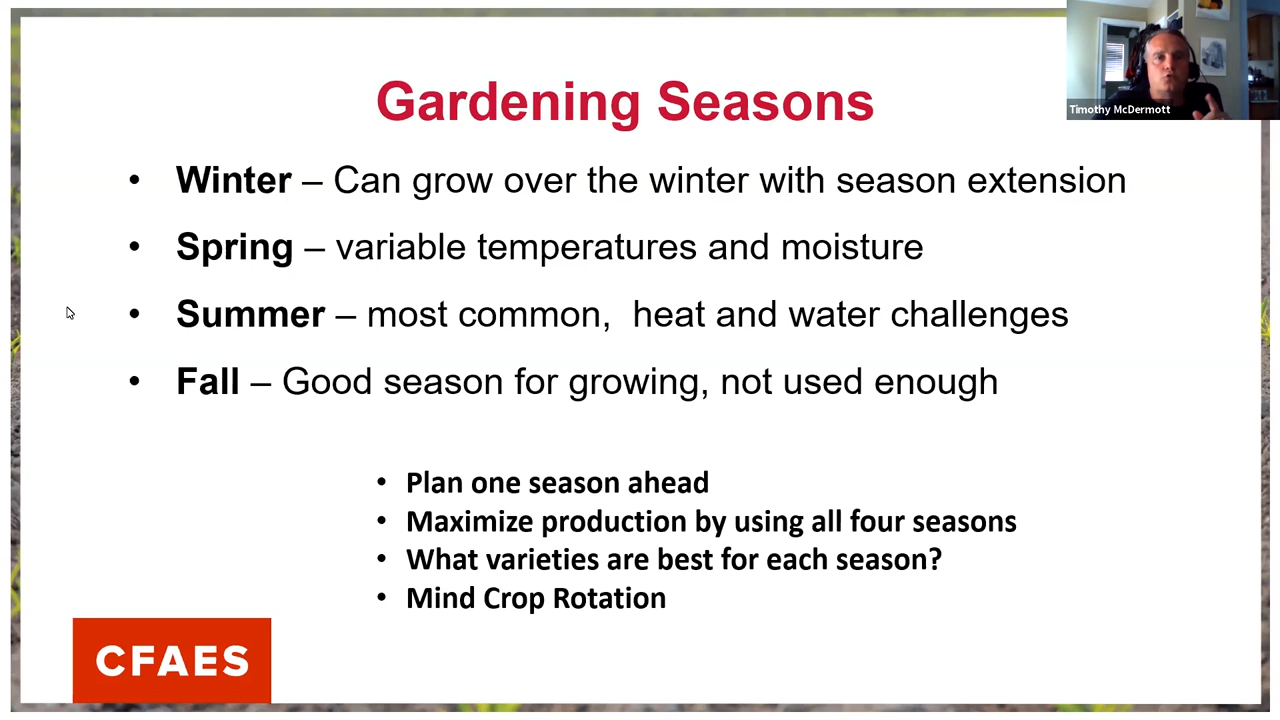 Gardening Seasons
Timothy McDermott
• Winter – Can grow over the winter with season extension
• Spring – variable temperatures and moisture
• Summer – most common,  heat and water challenges
• Fall – Good season for growing, not used enough
• Plan one season ahead
• Maximize production by using all four seasons
• What varieties are best for each season?
• Mind Crop Rotation
CFAES